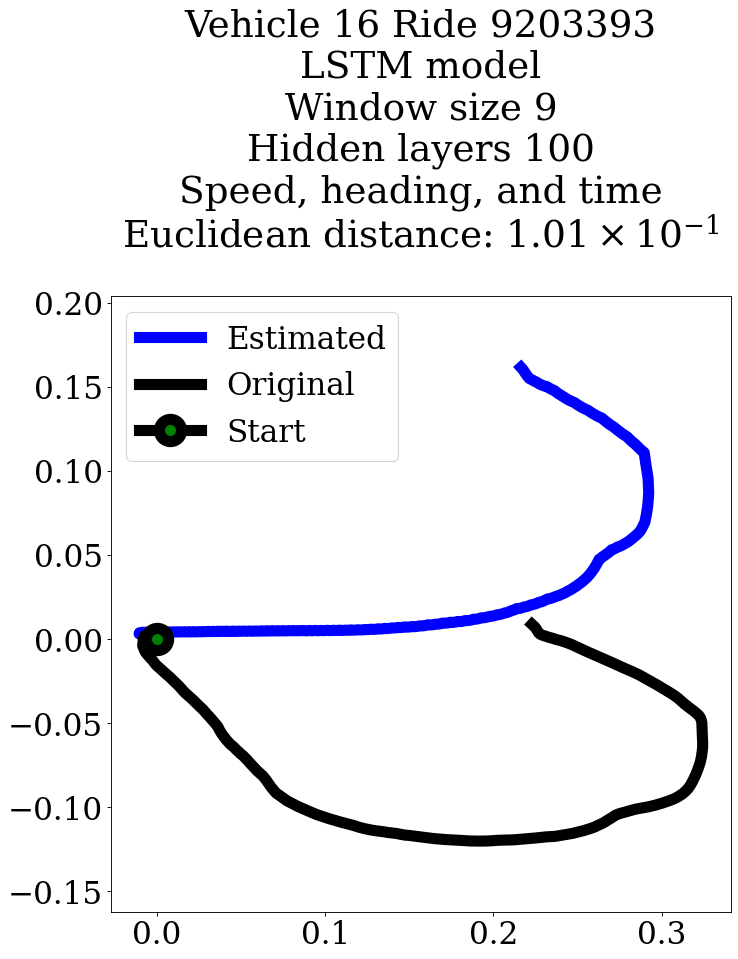 Vehicle 16 Ride 9203393
LSTM model
Window size 9
Hidden layers 100
Speed, heading, and time
Euclidean distance: 1.01 × 10⁻¹
0.20
0.15
0.10
0.05
0.00
−0.05
−0.10
−0.15
Estimated
Original
Start
0.0 0.1 0.2 0.3